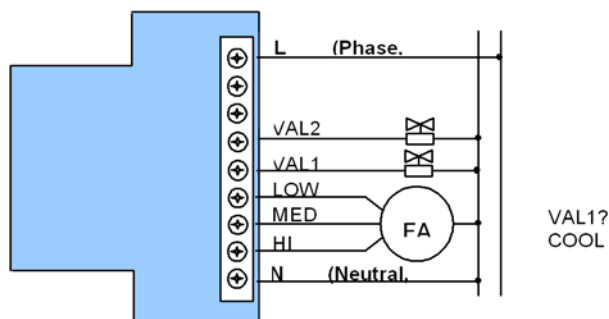 L (Phase.
VAL2
VAL1
LOW
MED
HI
FA
N (Neutral,
VAL1?
COOL